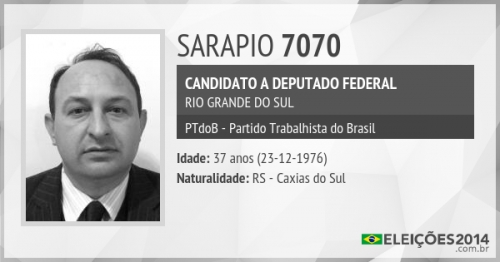 SARAPIO 7070
CANDIDATO A DEPUTADO FEDERAL
RIO GRANDE DO SUL
PTdoB - Partido Trabalhista do Brasil
Idade: 37 anos (23-12-1976)
Naturalidade: RS - Caxias do Sul
ELEIÇÕES2014
.com.br